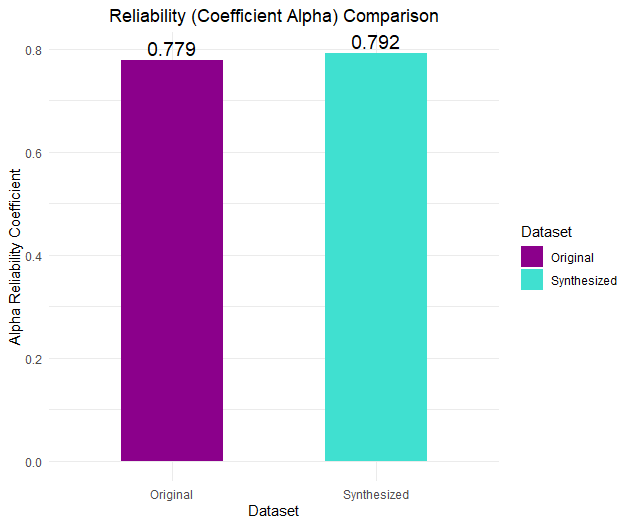 Reliability (Coefficient Alpha) Comparison
0.779
0.792
0.8
0.6
0.4
0.2
0.0
Alpha Reliability Coefficient
Original
Synthesized
Dataset
Dataset
Original
Synthesized